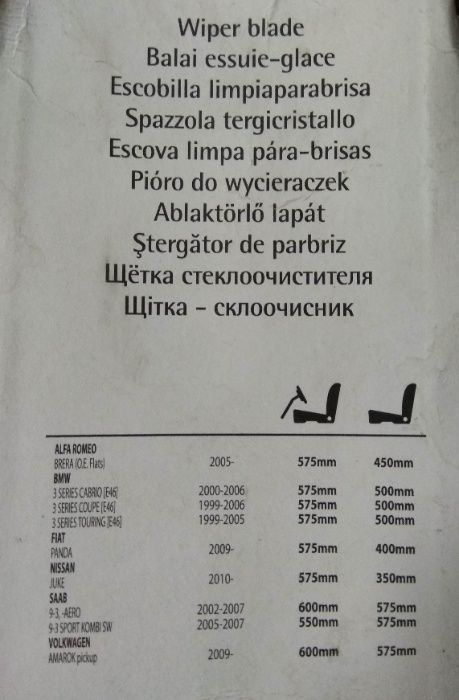 Wiper blade
Balai essuie-glace
Escobilla limpiaparabrisa
Spazzola tergicristallo
Escova limpa pára-brisas
Pióro do wycieraczek
Ablaktörlő lapát
Ştergător de parbriz
Щётка стеклоочистителя
Щітка – склоочисник
ALFA ROMEO
BRERA (O.E. Flats) 2005- 575mm 450mm
BMW
3 SERIES CABRIO [E46] 2000-2006 575mm 500mm
3 SERIES COUPE [E46] 1999-2006 575mm 500mm
3 SERIES TOURING [E46] 1999-2005 575mm 500mm
FIAT
PANDA 2009- 575mm 400mm
NISSAN
JUKE 2010- 575mm 350mm
SAAB
9-3, -AERO 2002-2007 600mm 575mm
9-3 SPORT KOMBI SW 2005-2007 550mm 575mm
VOLKWAGEN
AMAROK pickup 2009- 600mm 575mm